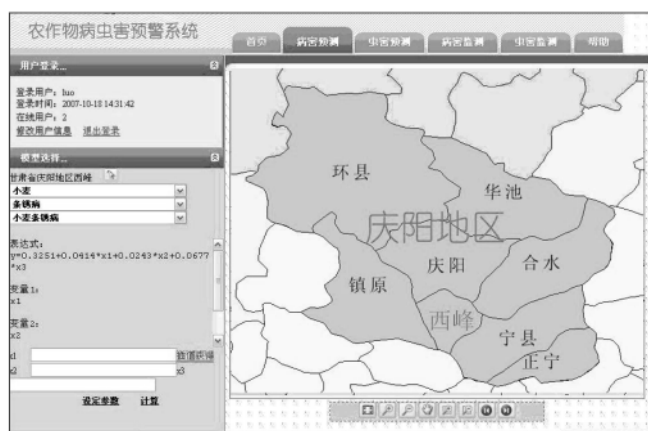 农作物病虫害预警系统
首页 病害预测 虫害预测 病害监测 虫害监测 帮助
用户登录...
登录用户: luo
登录时间: 2007-10-18 14:31:42
在线用户: 2
修改用户信息 退出登录
模型选择...
甘肃省庆阳地区西峰
小麦
条锈病
小麦条锈病
表达式:
y=0.3251+0.0414*x1+0.0243*x2+0.0677
*x3
变量1:
x1
变量2:
x2
x1
x2 x3
设定参数 计算
环县
华池
庆阳地区
庆阳
合水
镇原
西峰
宁县
正宁